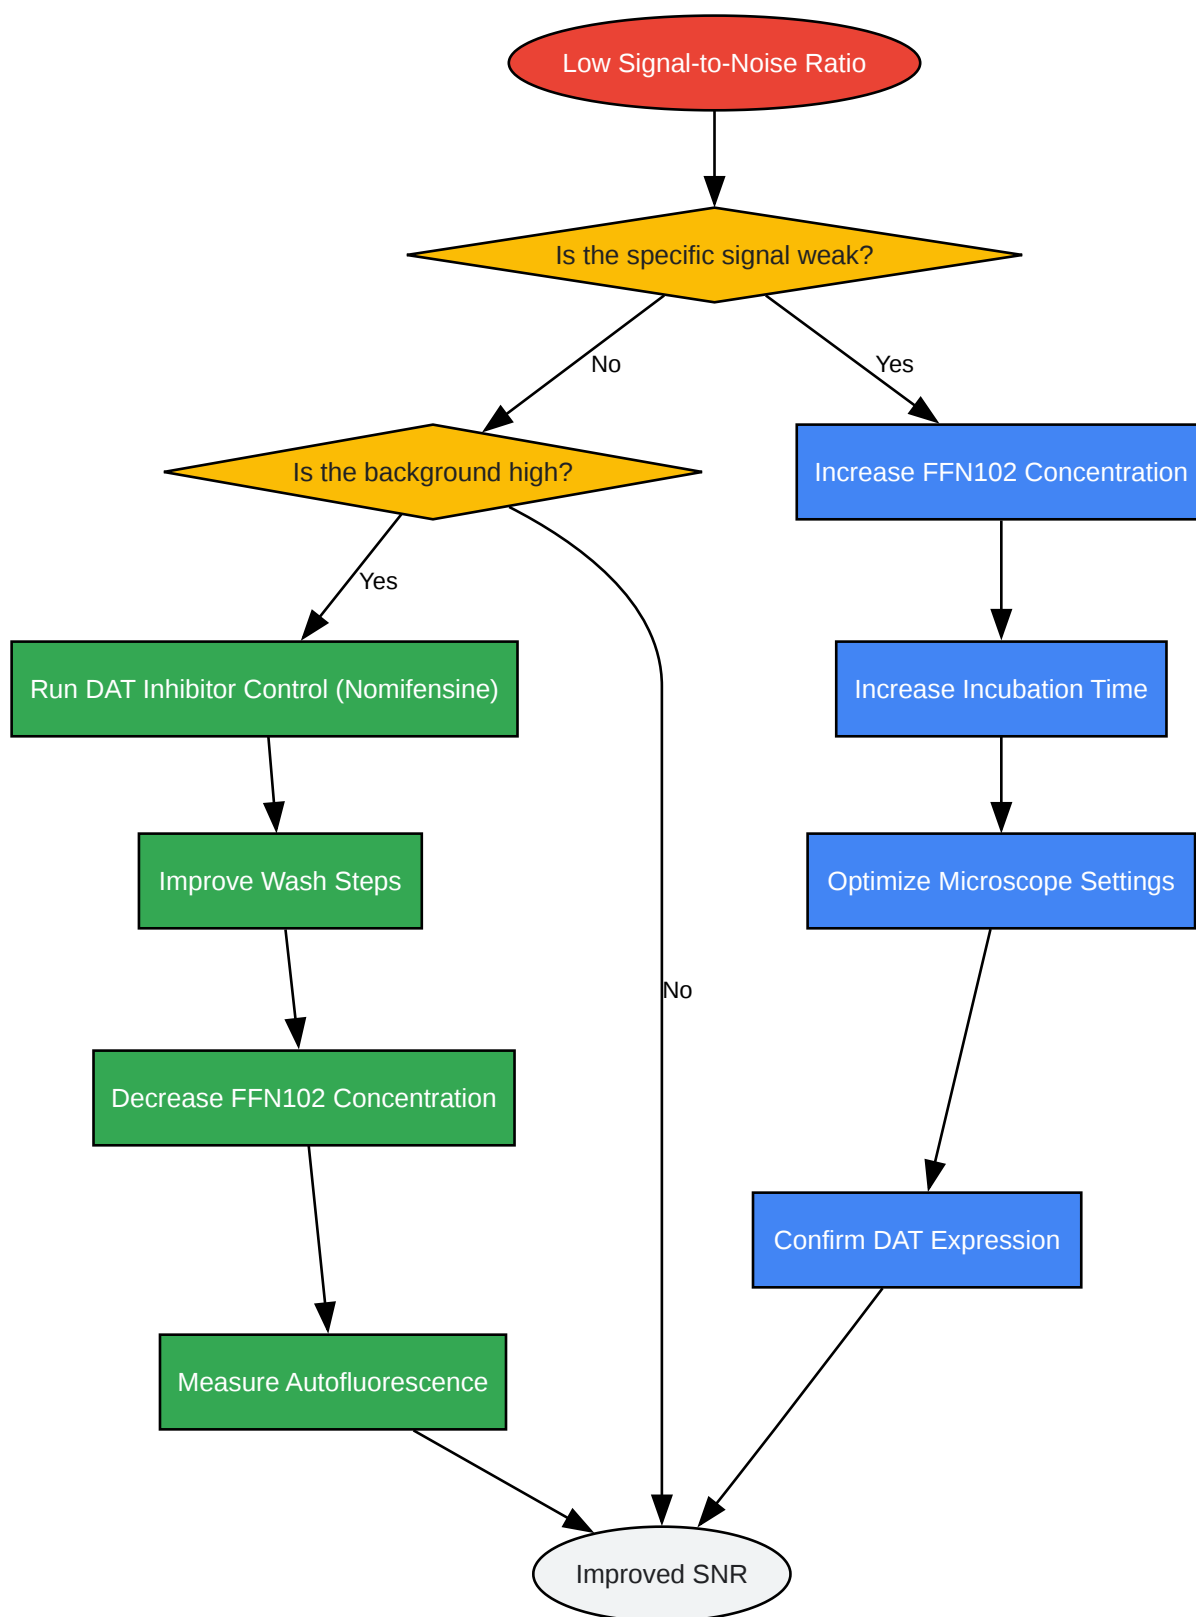 Low Signal-to-Noise Ratio
Is the specific signal weak?
No
Yes
Is the background high?
Increase FFN102 Concentration
Yes
Run DAT Inhibitor Control (Nomifensine)
Increase Incubation Time
Improve Wash Steps
Optimize Microscope Settings
No
Decrease FFN102 Concentration
Confirm DAT Expression
Measure Autofluorescence
Improved SNR